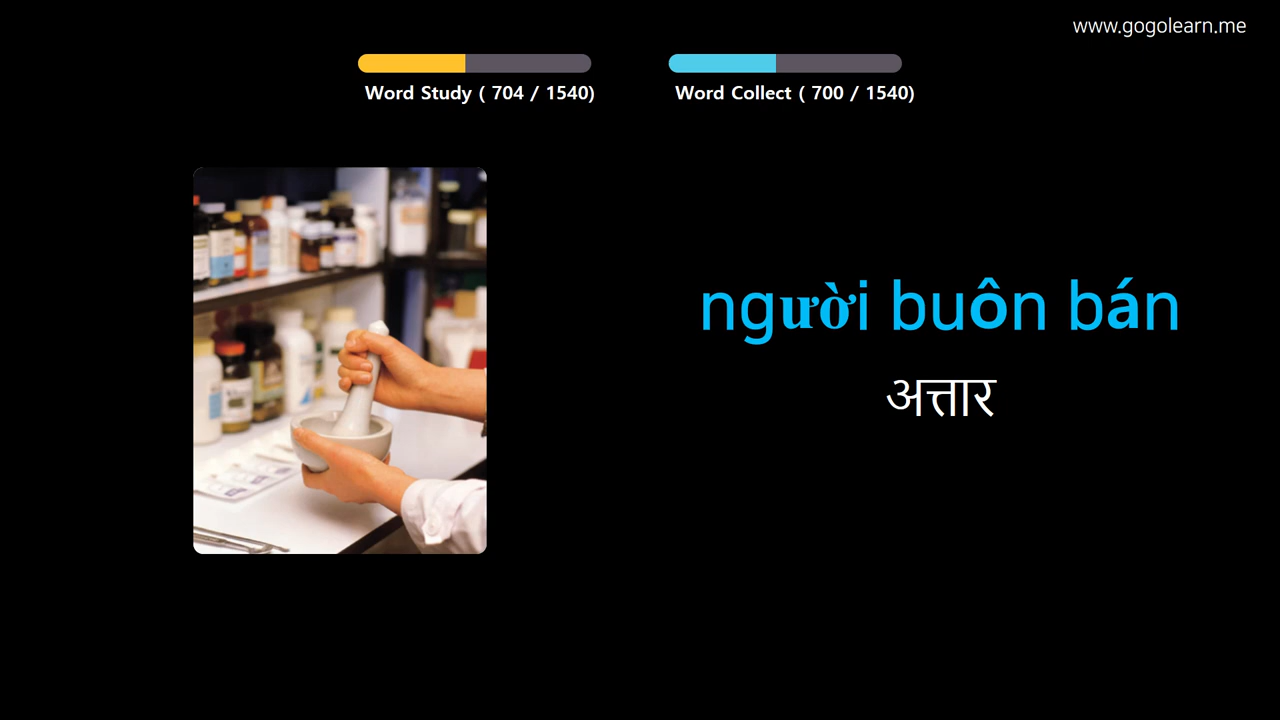 www.gogolearn.me
Word Study ( 704 / 1540)
Word Collect ( 700 / 1540)
người buôn bán
अत्तार